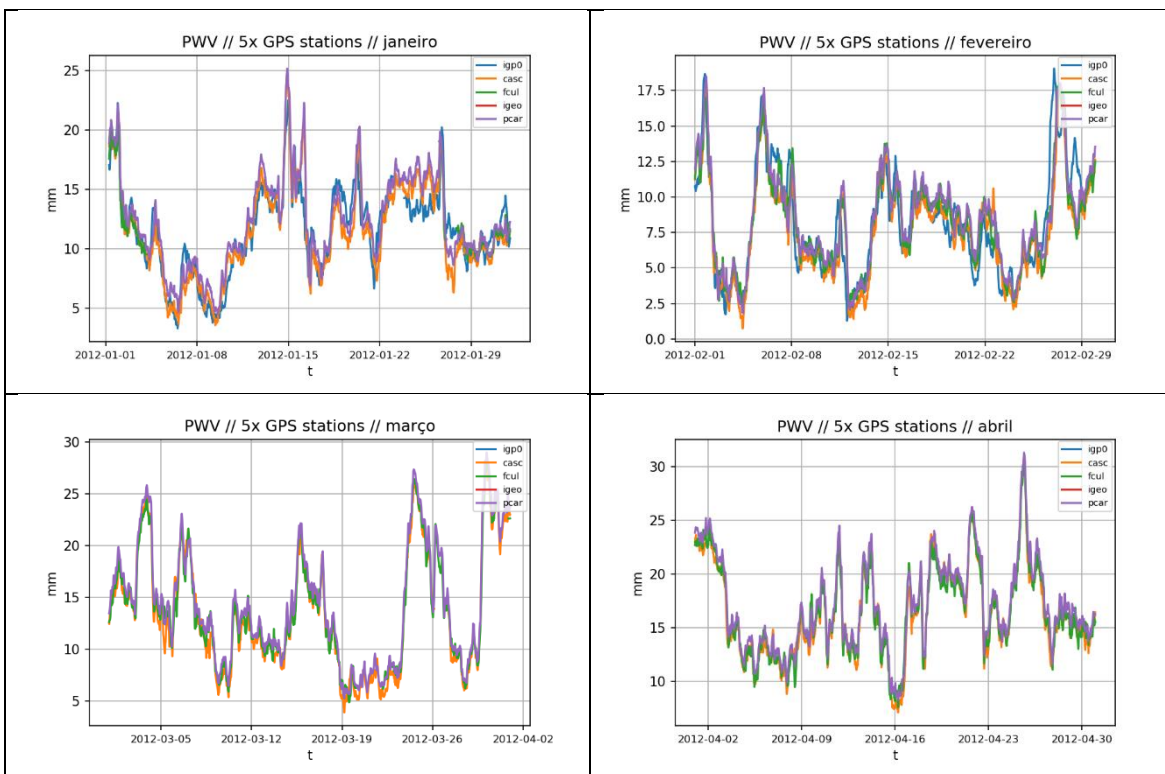 PWV // 5x GPS stations // janeiro
igp0
casc
fcul
igeo
pcar
25
20
15
10
5
mm
2012-01-01 2012-01-08 2012-01-15 2012-01-22 2012-01-29
t
PWV // 5x GPS stations // fevereiro
igp0
casc
fcul
igeo
pcar
17.5
15.0
12.5
10.0
7.5
5.0
2.5
0.0
mm
2012-02-01 2012-02-08 2012-02-15 2012-02-22 2012-02-29
t
PWV // 5x GPS stations // março
igp0
casc
fcul
igeo
pcar
30
25
20
15
10
5
mm
2012-03-05 2012-03-12 2012-03-19 2012-03-26 2012-04-02
t
PWV // 5x GPS stations // abril
igp0
casc
fcul
igeo
pcar
30
25
20
15
10
mm
2012-04-02 2012-04-09 2012-04-16 2012-04-23 2012-04-30
t